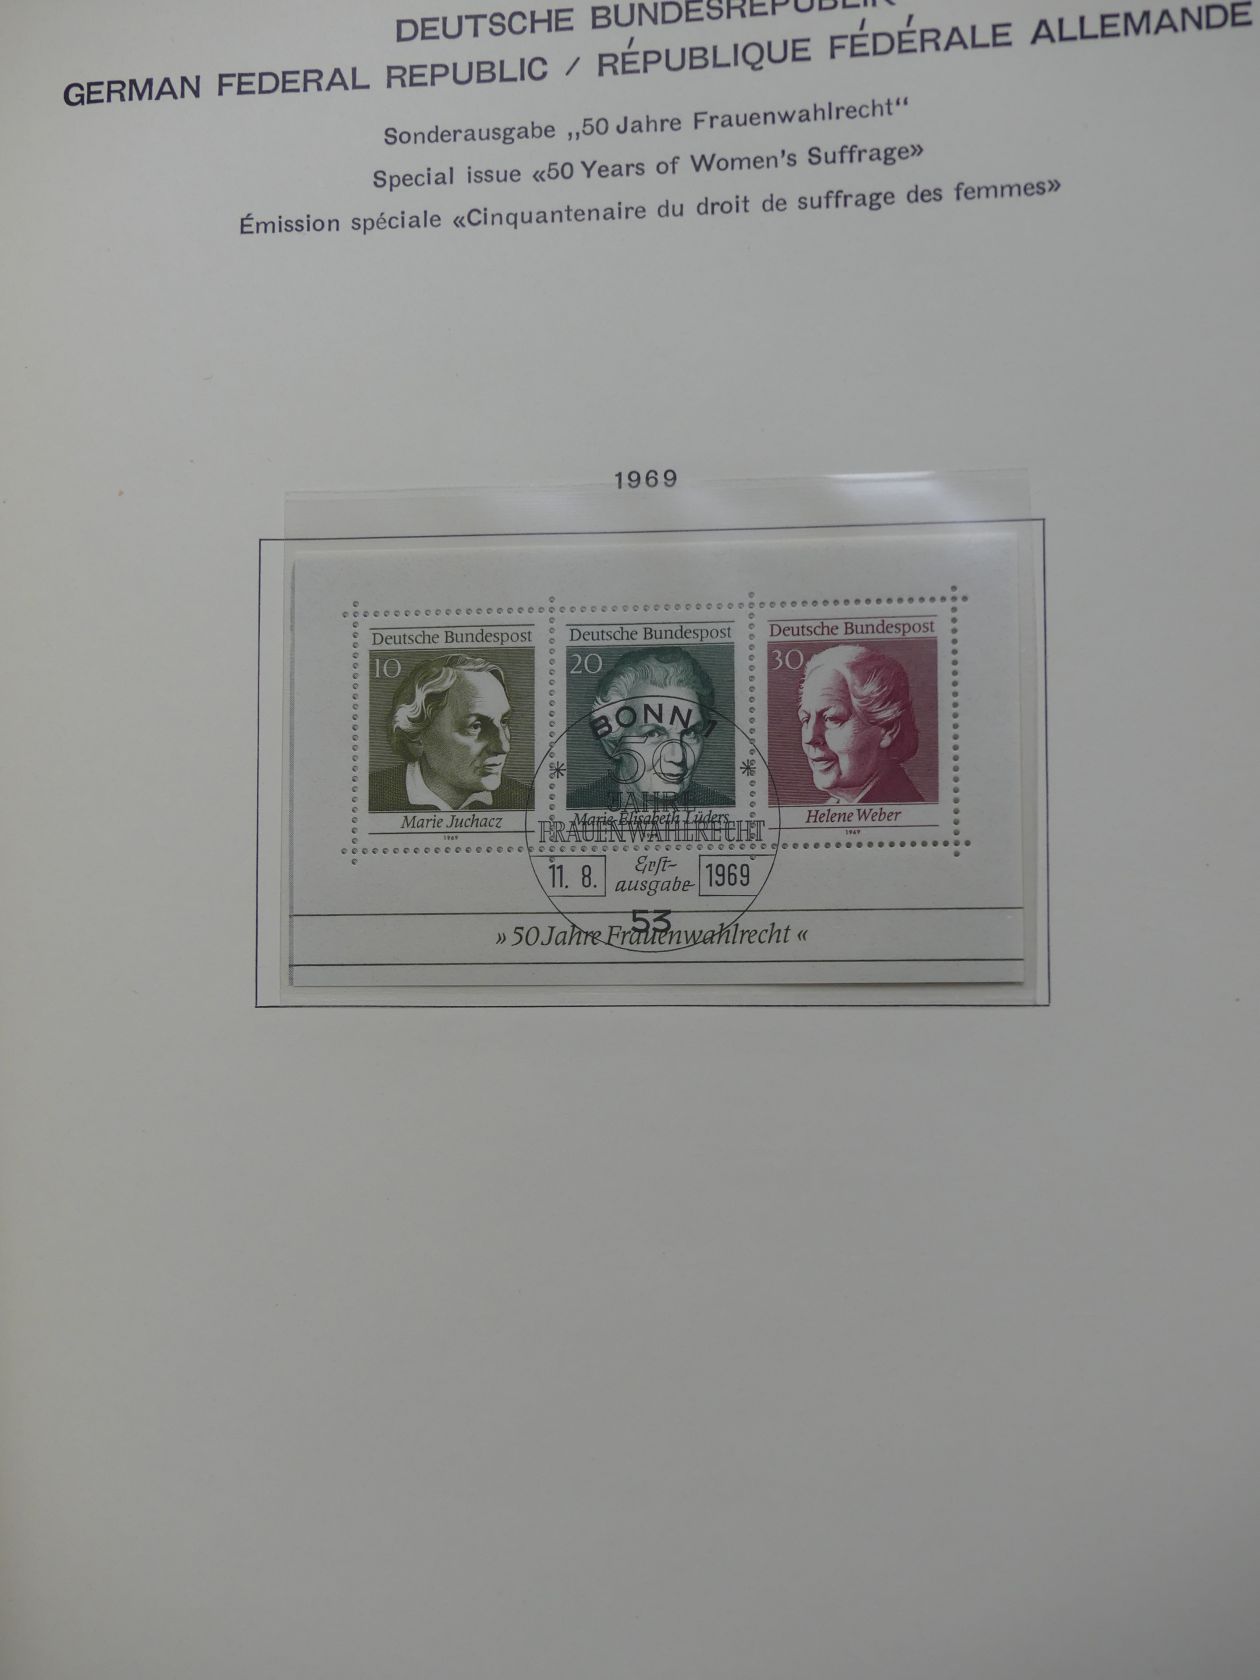 DEUTSCHE BUNDESREPUBLIK
GERMAN FEDERAL REPUBLIC / RÉPUBLIQUE FÉDÉRALE ALLEMANDE
Sonderausgabe „50 Jahre Frauenwahlrecht“
Special issue «50 Years of Women's Suffrage»
Émission spéciale «Cinquantenaire du droit de suffrage des femmes»
1969
Deutsche Bundespost
10
Marie Juchacz
1969
Deutsche Bundespost
20
Marie-Elisabeth Lüders
Deutsche Bundespost
30
Helene Weber
1969
BONN 1
* 50 *
JAHRE
FRAUENWAHLRECHT
11. 8. Erst- 1969
ausgabe
53
» 50 Jahre Frauenwahlrecht «